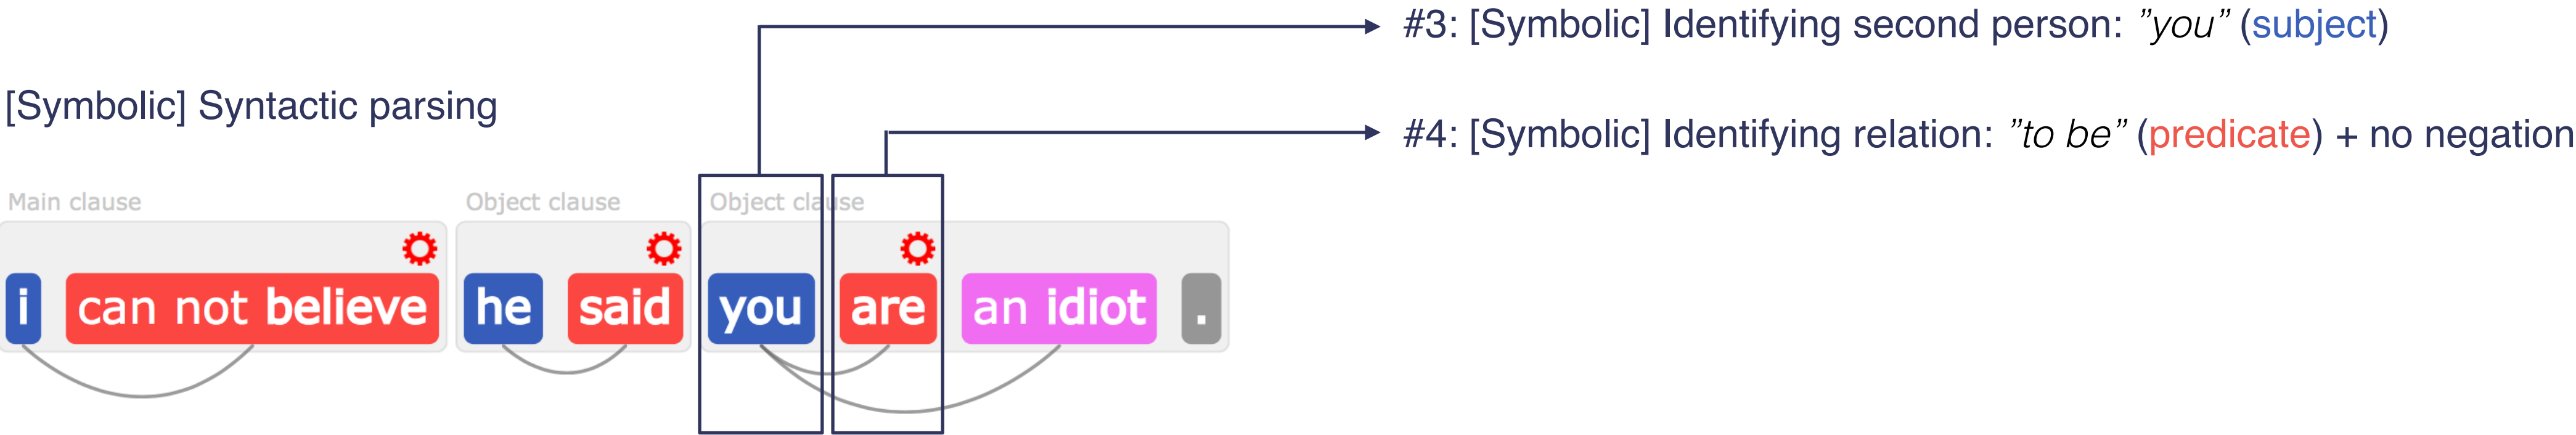 #3: [Symbolic] Identifying second person: ”you” (subject)
[Symbolic] Syntactic parsing
#4: [Symbolic] Identifying relation: ”to be” (predicate) + no negation
Main clause Object clause Object clause
i can not believe he said you are an idiot .